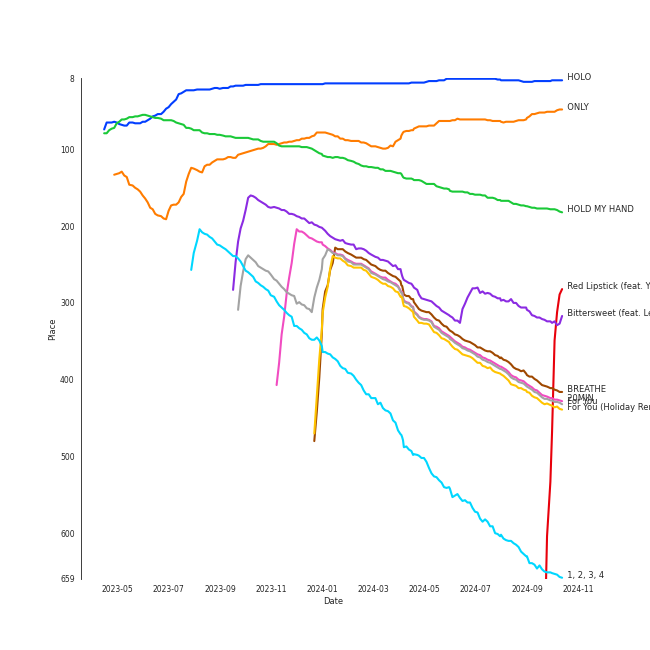 8
100
200
300
400
500
600
659
Place
2023-05
2023-07
2023-09
2023-11
2024-01
2024-03
2024-05
2024-07
2024-09
2024-11
Date
HOLO
ONLY
HOLD MY HAND
Red Lipstick (feat. Y
Bittersweet (feat. Le
BREATHE
20MIN
For You
For You (Holiday Rem
1, 2, 3, 4